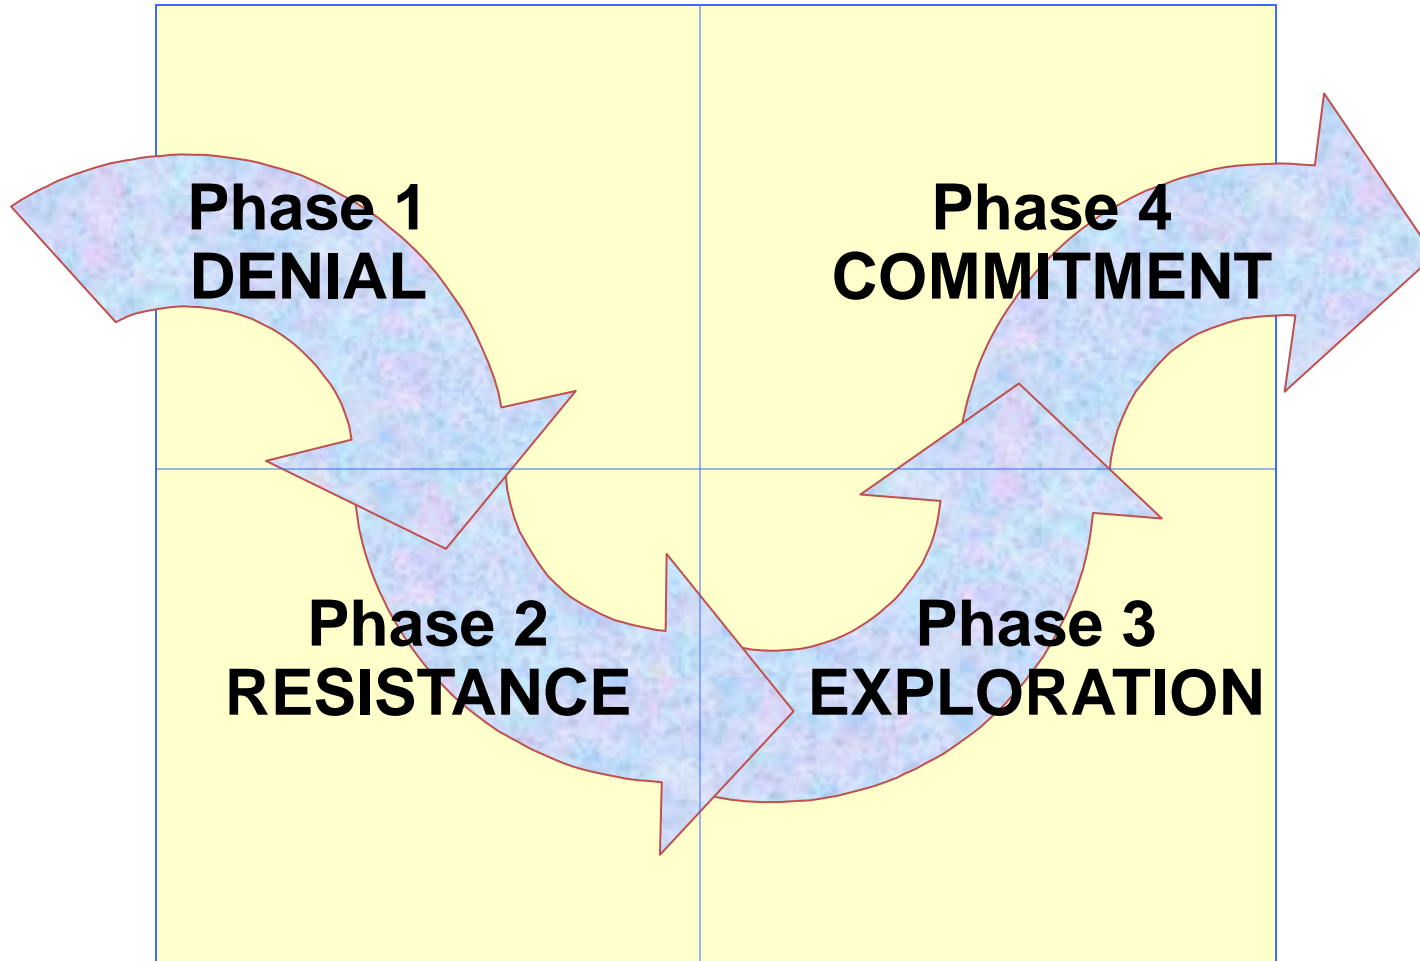 Phase 1
DENIAL
Phase 2
RESISTANCE
Phase 3
EXPLORATION
Phase 4
COMMITMENT